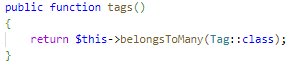 public function tags()
{
    return $this->belongsToMany(Tag::class);
}